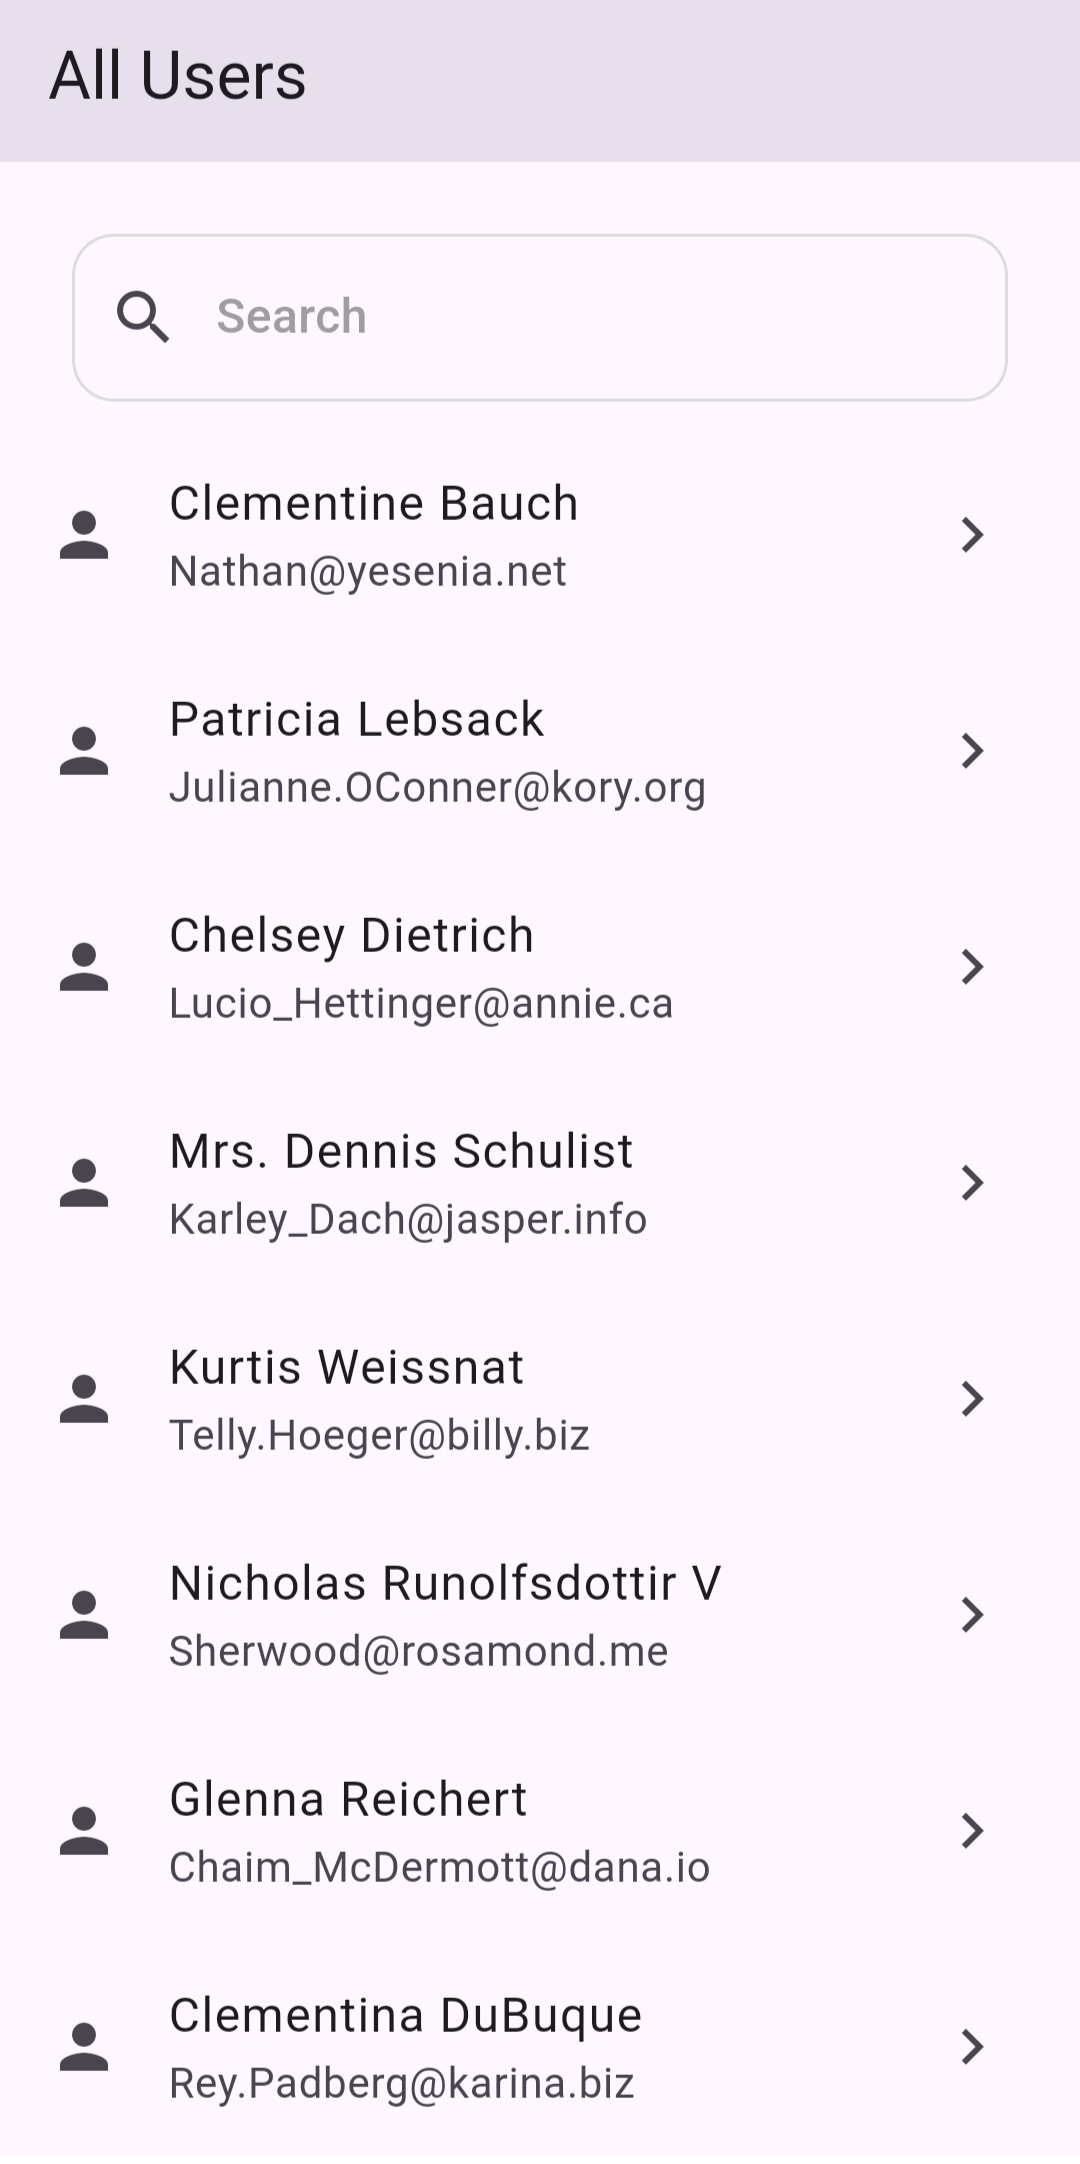 All Users
Search
Clementine Bauch
Nathan@yesenia.net
Patricia Lebsack
Julianne.OConner@kory.org
Chelsey Dietrich
Lucio_Hettinger@annie.ca
Mrs. Dennis Schulist
Karley_Dach@jasper.info
Kurtis Weissnat
Telly.Hoeger@billy.biz
Nicholas Runolfsdottir V
Sherwood@rosamond.me
Glenna Reichert
Chaim_McDermott@dana.io
Clementina DuBuque
Rey.Padberg@karina.biz